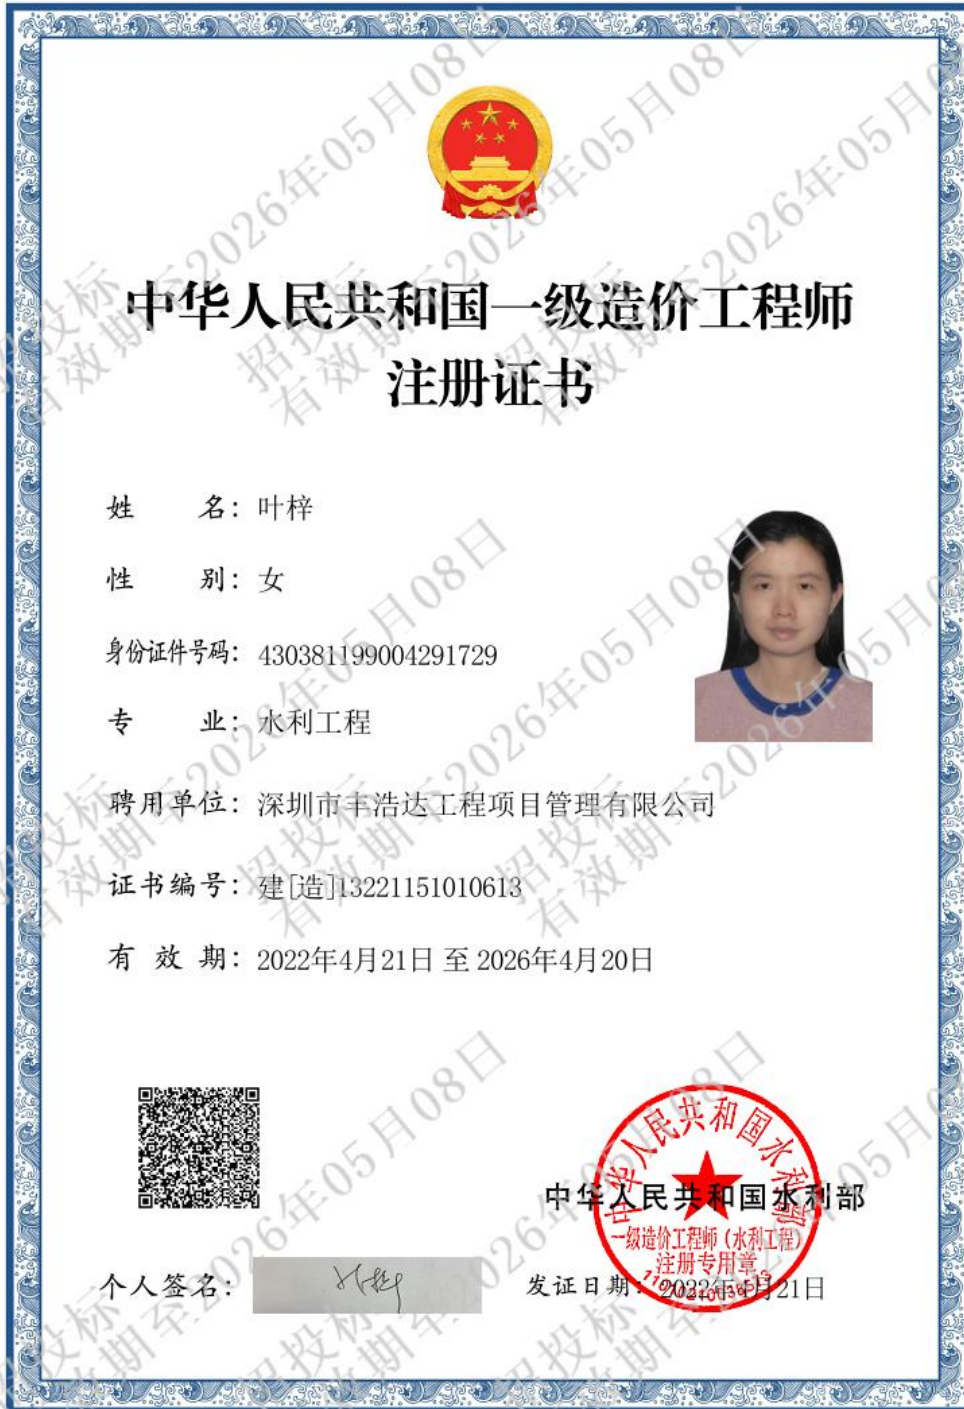 中华人民共和国一级造价工程师
注册证书
姓 名：叶梓
性 别：女
身份证件号码：430381199004291729
专 业：水利工程
聘用单位：深圳市丰浩达工程项目管理有限公司
证书编号：建[造]13221151010613
有 效 期：2022年4月21日 至 2026年4月20日
中华人民共和国水利部
中华人民共和国水利部
一级造价工程师（水利工程）
注册专用章
个人签名：叶梓
发证日期：2022年4月21日
招投标
有效期至2026年05月08日